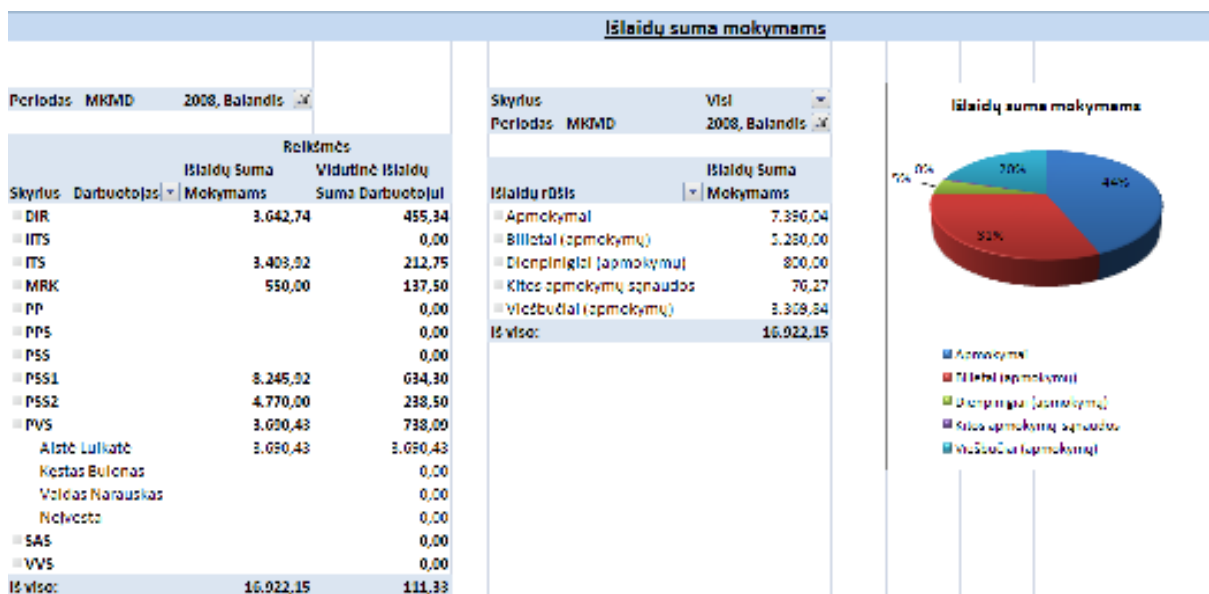 Išlaidų suma mokymams
Periodas MKMD 2008, Balandis
Reikšmės
Skyrius Darbuotojas Išlaidų Suma Mokymams Vidutinė Išlaidų Suma Darbuotojui
DIR 3.642,74 455,34
IITS 0,00
ITS 3.403,92 212,75
MRK 550,00 137,50
PP 0,00
PPS 0,00
PSS 0,00
PSS1 8.245,92 634,30
PSS2 4.770,00 238,50
PVS 3.690,43 738,09
Aistė Luikatė 3.690,43 3.690,43
Kęstas Bulonas 0,00
Valdas Narauskas 0,00
Neivesta 0,00
SAS 0,00
VVS 0,00
Iš viso: 16.922,15 111,33
Skyrius Visi
Periodas MKMD 2008, Balandis
Išlaidų rūšis Išlaidų Suma Mokymams
Apmokymai 7.396,04
Bilietai (apmokymų) 5.280,00
Dienpinigiai (apmokymų) 800,00
Kitos apmokymų sąnaudos 76,27
Viešbučiai (apmokymų) 3.369,84
Iš viso: 16.922,15
Išlaidų suma mokymams
5% 0% 20% 44%
31%
Apmokymai
Bilietai (apmokymų)
Dienpinigiai (apmokymų)
Kitos apmokymų sąnaudos
Viešbučiai (apmokymų)